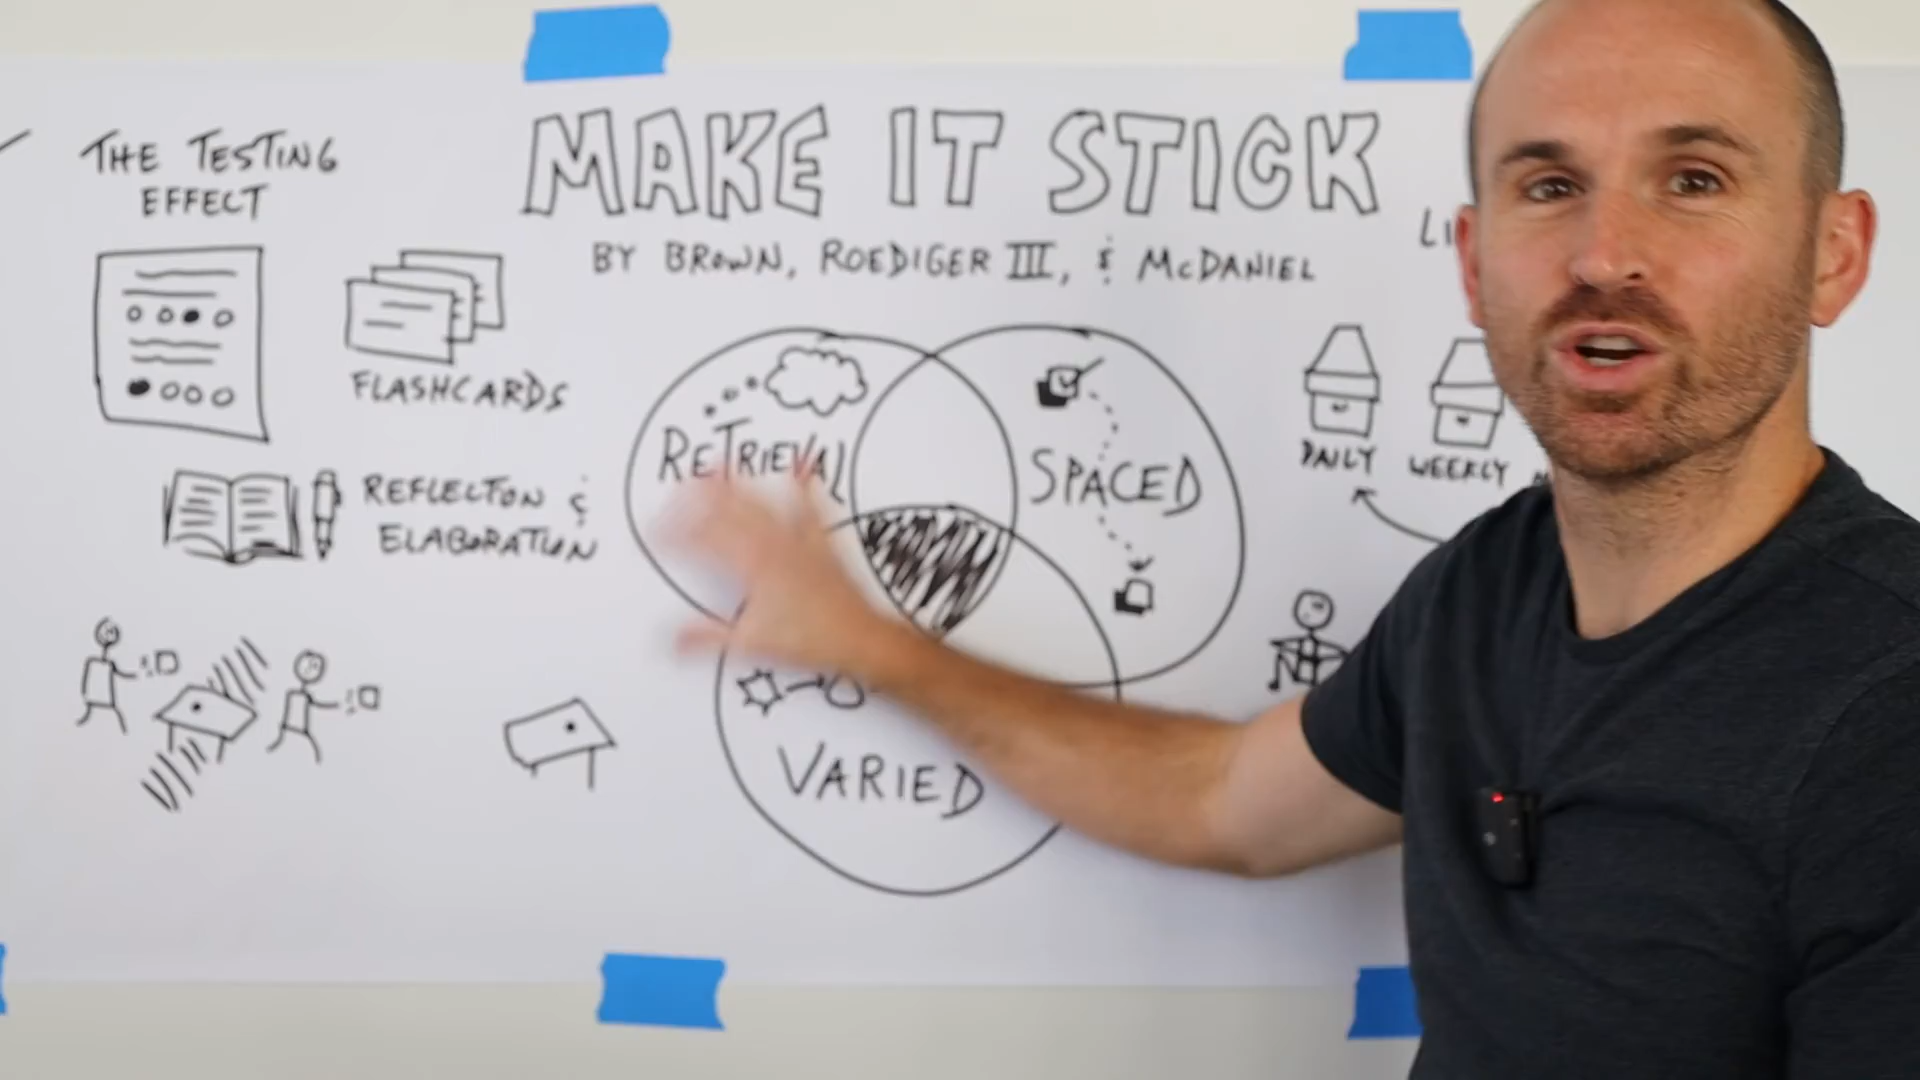 THE TESTING
EFFECT
MAKE IT STICK
BY BROWN, ROEDIGER III, & McDANIEL
FLASHCARDS
REFLECTION &
ELABORATION
RETRIEVAL
SPACED
VARIED
DAILY
WEEKLY